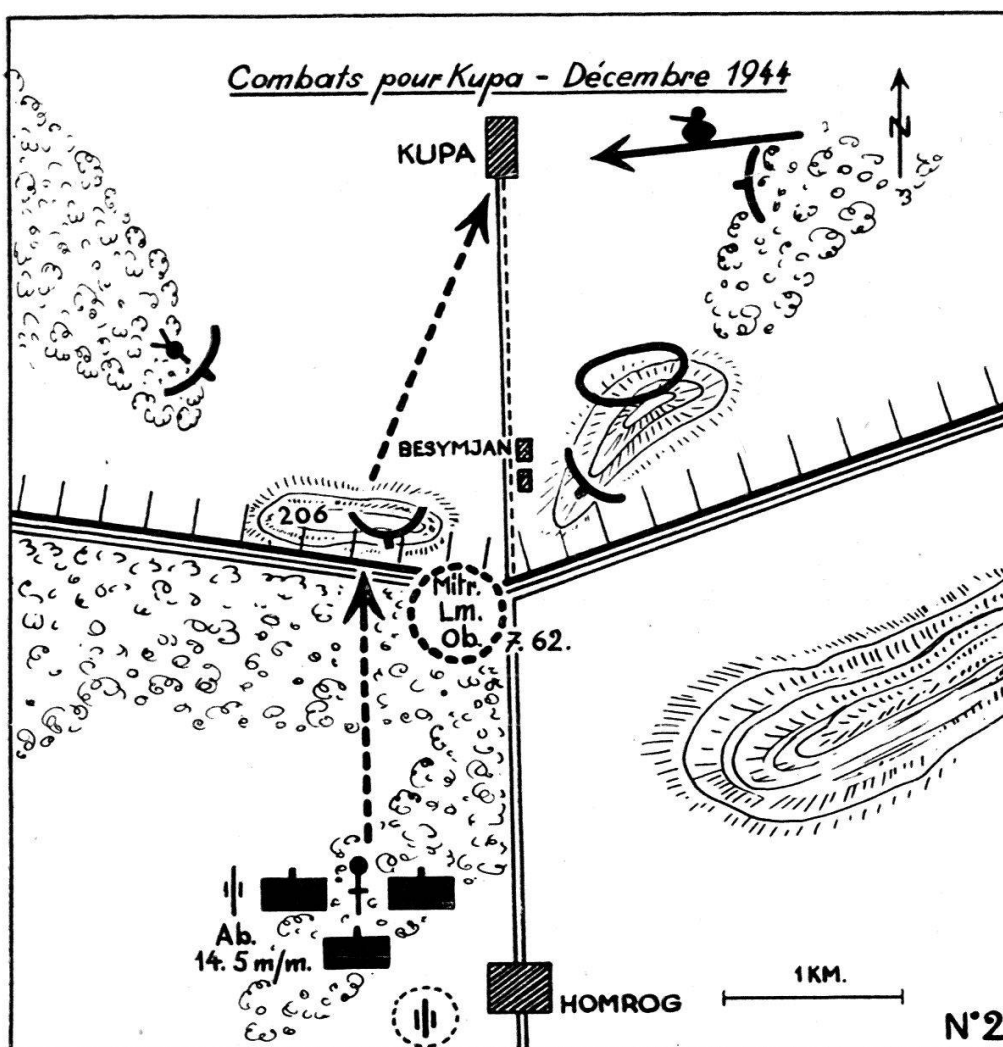 Combats pour Kupa - Décembre 1944
N
KUPA
BESYMJAN
206
Mitr.
Lm.
Ob. 7.62.
Ab.
14.5 m/m.
1 KM.
HOMROG
N°2